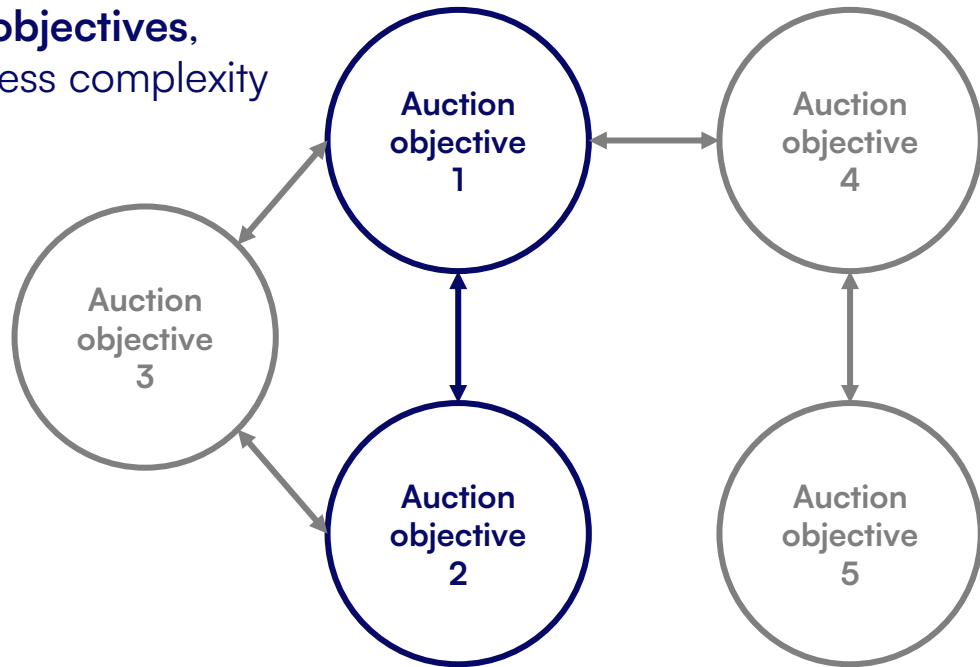 objectives,
ess complexity
Auction
objective
1
Auction
objective
4
Auction
objective
3
Auction
objective
2
Auction
objective
5